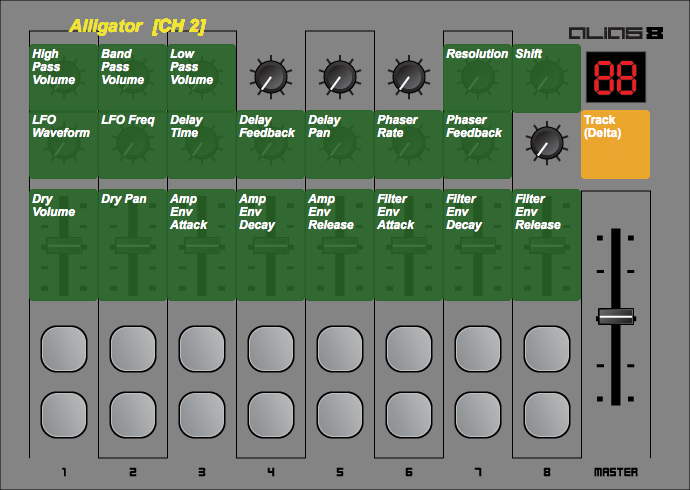 Alligator [CH 2]
alias 8
High Pass Volume
Band Pass Volume
Low Pass Volume
Resolution
Shift
88
LFO Waveform
LFO Freq
Delay Time
Delay Feedback
Delay Pan
Phaser Rate
Phaser Feedback
Track (Delta)
Dry Volume
Dry Pan
Amp Env Attack
Amp Env Decay
Amp Env Release
Filter Env Attack
Filter Env Decay
Filter Env Release
1 2 3 4 5 6 7 8 MASTER